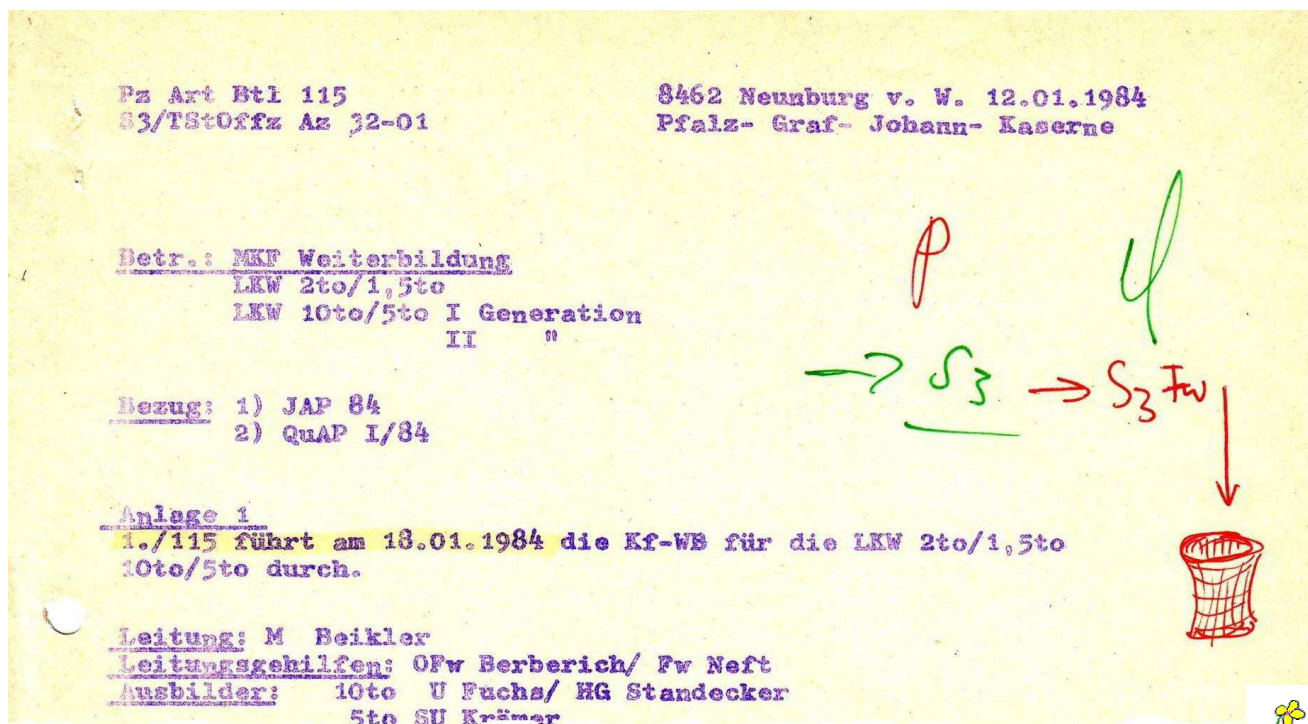 Pz Art Btl 115
S3/TStOffz Az 32-01
8462 Neunburg v. W. 12.01.1984
Pfalz- Graf- Johann- Kaserne
Betr.: MKF Weiterbildung
LKW 2to/1,5to
LKW 10to/5to I Generation
II "
→ S3 → S3 Fw
Bezug: 1) JAP 84
2) QuAP I/84
Anlage 1
1./115 führt am 18.01.1984 die Kf-WB für die LKW 2to/1,5to
10to/5to durch.
Leitung: M Beikler
Leitungsgehilfen: OFw Berberich/ Fw Neft
Ausbilder: 10to U Fuchs/ HG Standecker
5to SU Krämer